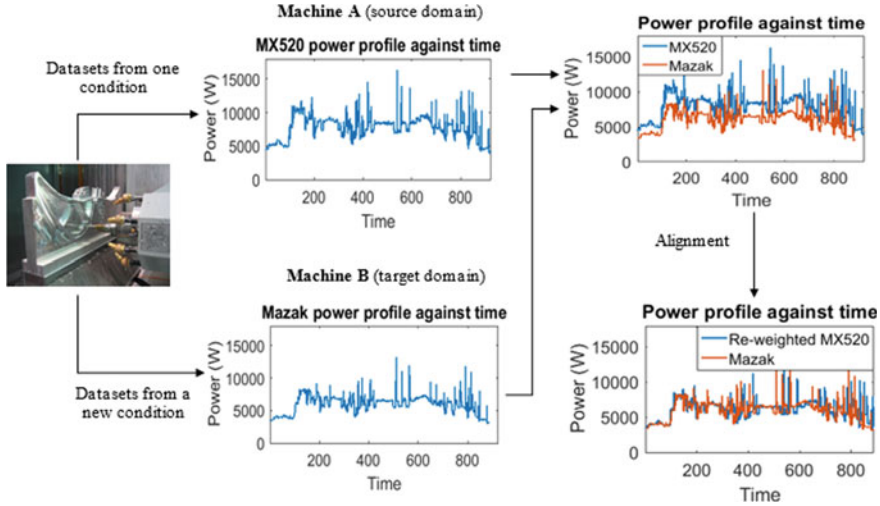 Machine A (source domain)
Datasets from one
condition
MX520 power profile against time
Power (W)
15000
10000
5000
0
200
400
600
800
Time
Power profile against time
MX520
Mazak
Power (W)
15000
10000
5000
0
200
400
600
800
Time
Alignment
Machine B (target domain)
Datasets from a
new condition
Mazak power profile against time
Power (W)
15000
10000
5000
0
200
400
600
800
Time
Power profile against time
Re-weighted MX520
Mazak
Power (W)
15000
10000
5000
0
200
400
600
800
Time